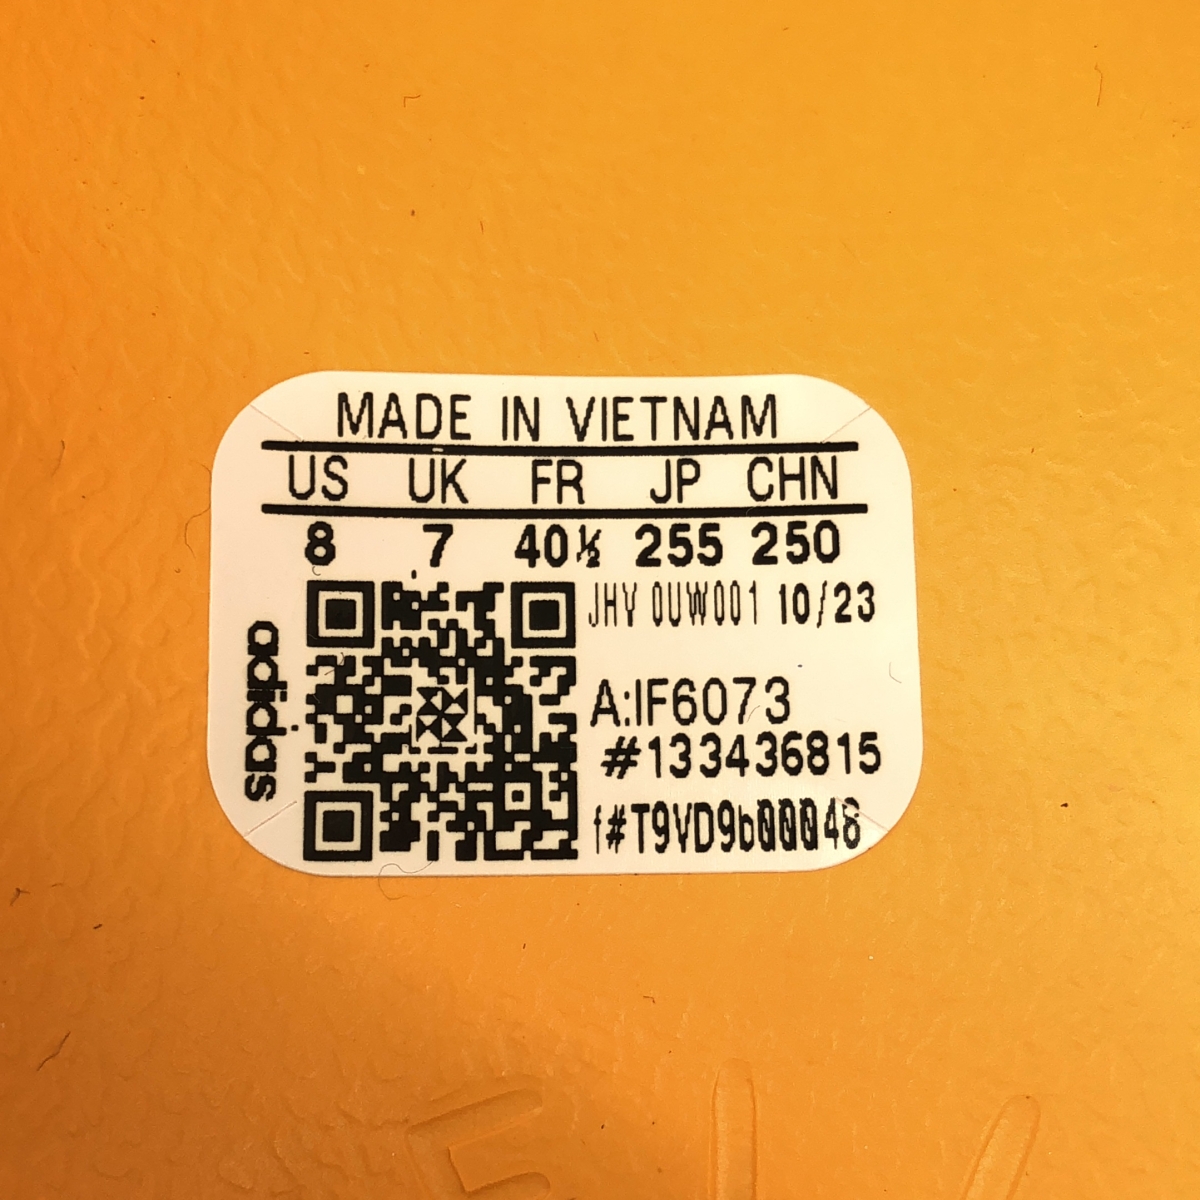 MADE IN VIETNAM
US UK FR JP CHN
8 7 40½ 255 250
JHY 0UW001 10/23
A:IF6073
#133436815
f#T9VD9b00048
adidas